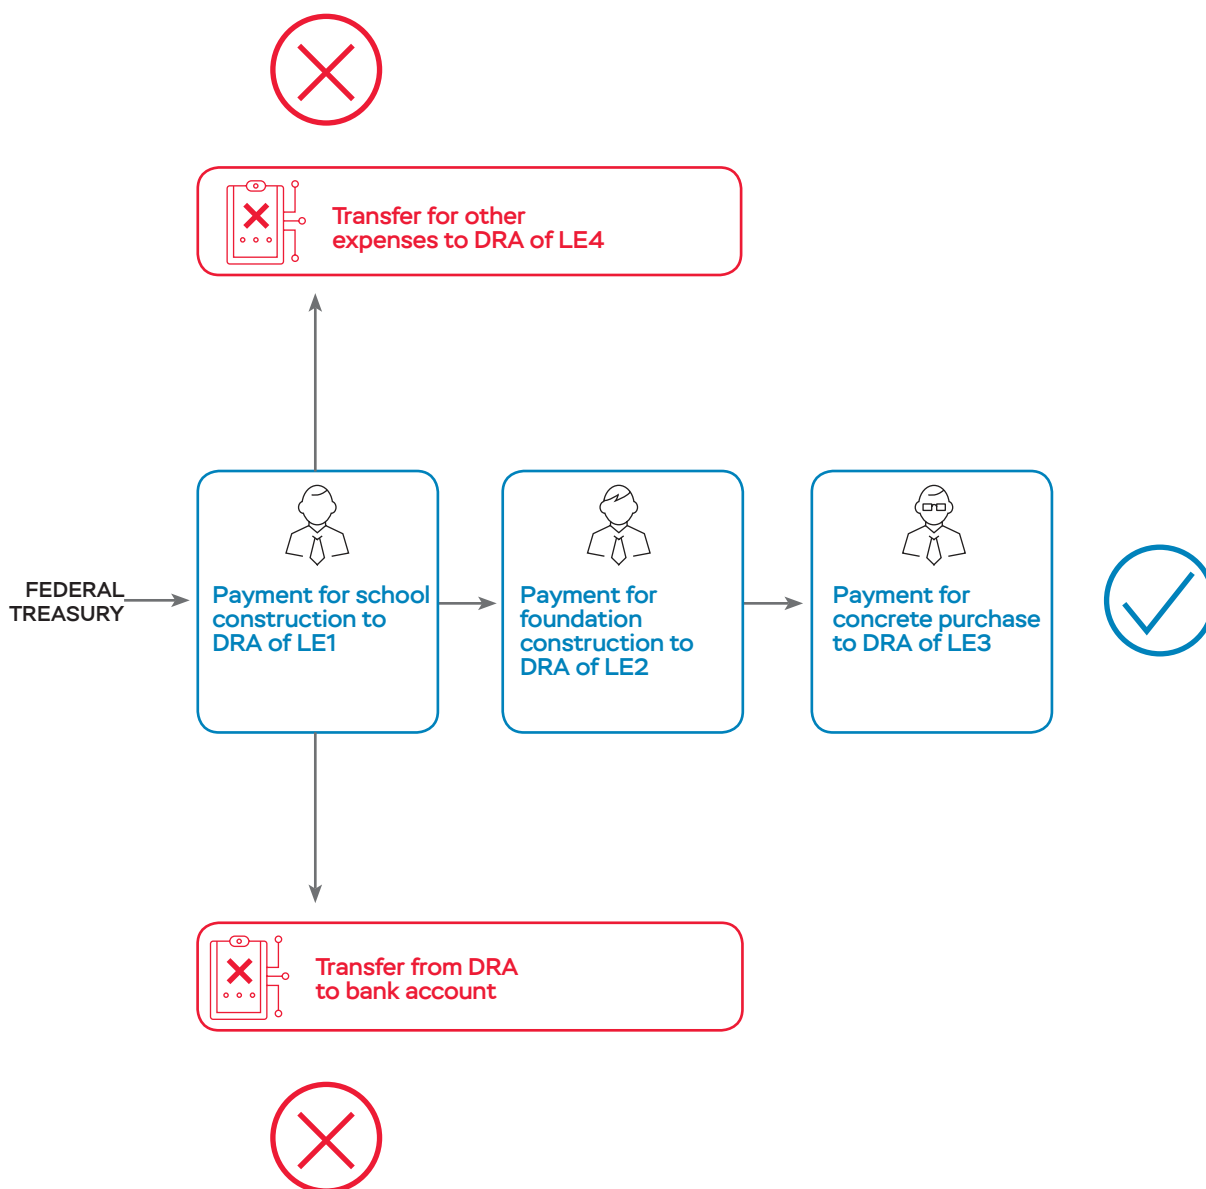 Transfer for other
expenses to DRA of LE4
FEDERAL
TREASURY
Payment for school
construction to
DRA of LE1
Payment for
foundation
construction to
DRA of LE2
Payment for
concrete purchase
to DRA of LE3
Transfer from DRA
to bank account